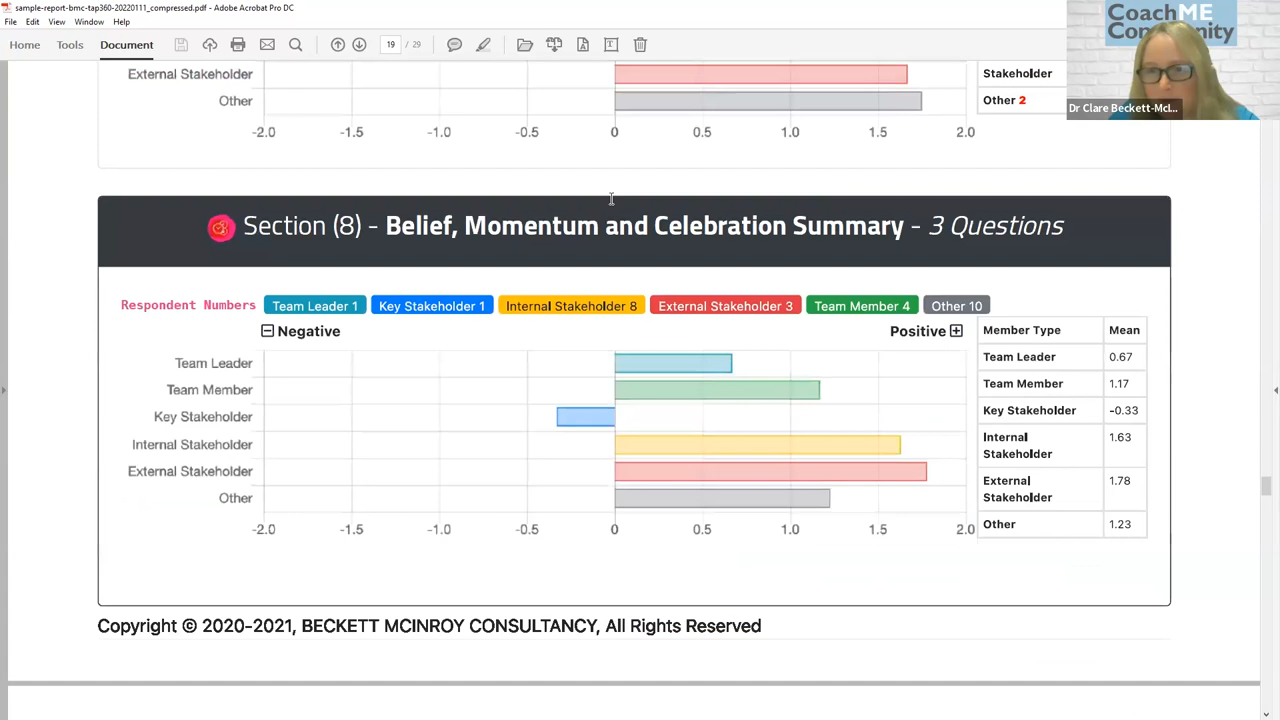 sample-report-bmc-tap360-20220111_compressed.pdf - Adobe Acrobat Pro DC
File Edit View Window Help
Home Tools Document 19 / 29
CoachME
Community
Dr Clare Beckett-McI...
External Stakeholder
Other
-2.0 -1.5 -1.0 -0.5 0 0.5 1.0 1.5 2.0
Stakeholder
Other 2
Section (8) - Belief, Momentum and Celebration Summary - 3 Questions
Respondent Numbers Team Leader 1 Key Stakeholder 1 Internal Stakeholder 8 External Stakeholder 3 Team Member 4 Other 10
Negative Positive
Team Leader
Team Member
Key Stakeholder
Internal Stakeholder
External Stakeholder
Other
-2.0 -1.5 -1.0 -0.5 0 0.5 1.0 1.5 2.0
Member Type Mean
Team Leader 0.67
Team Member 1.17
Key Stakeholder -0.33
Internal 1.63
Stakeholder
External 1.78
Stakeholder
Other 1.23
Copyright © 2020-2021, BECKETT MCINROY CONSULTANCY, All Rights Reserved